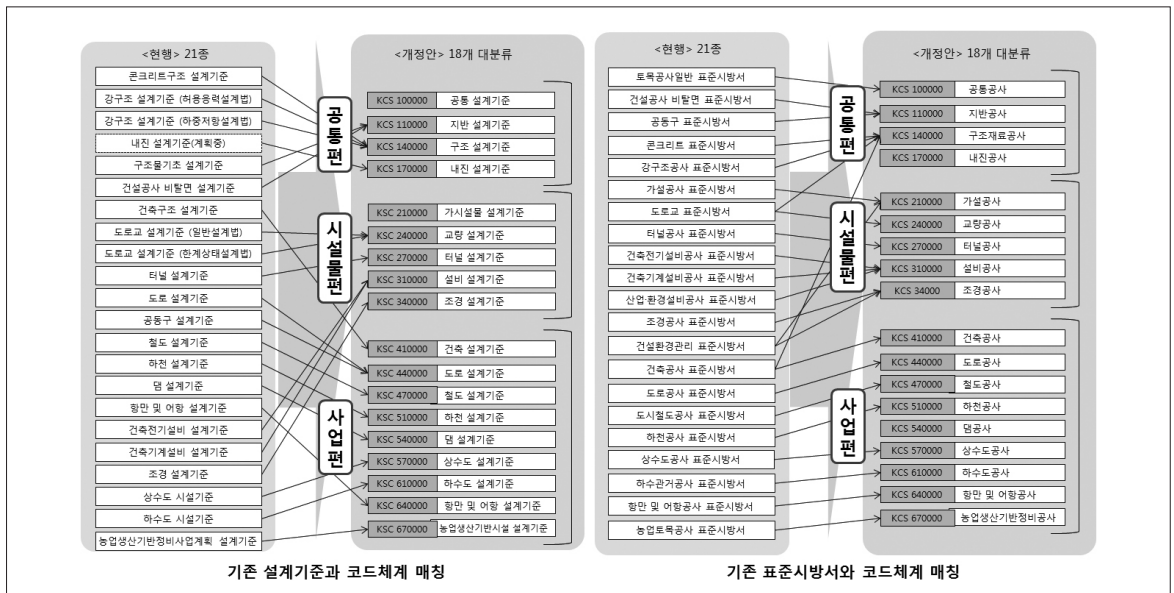 <현행> 21종
콘크리트구조 설계기준
강구조 설계기준 (허용응력설계법)
강구조 설계기준 (하중저항설계법)
내진 설계기준(계획중)
구조물기초 설계기준
건설공사 비탈면 설계기준
건축구조 설계기준
도로교 설계기준 (일반설계법)
도로교 설계기준 (한계상태설계법)
터널 설계기준
도로 설계기준
공동구 설계기준
철도 설계기준
하천 설계기준
댐 설계기준
항만 및 어항 설계기준
건축전기설비 설계기준
건축기계설비 설계기준
조경 설계기준
상수도 시설기준
하수도 시설기준
농업생산기반정비사업계획 설계기준
공통편
시설물편
사업편
<개정안> 18개 대분류
KCS 100000 공통 설계기준
KCS 110000 지반 설계기준
KCS 140000 구조 설계기준
KCS 170000 내진 설계기준
KSC 210000 가시설물 설계기준
KSC 240000 교량 설계기준
KSC 270000 터널 설계기준
KSC 310000 설비 설계기준
KSC 340000 조경 설계기준
KSC 410000 건축 설계기준
KSC 440000 도로 설계기준
KSC 470000 철도 설계기준
KSC 510000 하천 설계기준
KSC 540000 댐 설계기준
KSC 570000 상수도 설계기준
KSC 610000 하수도 설계기준
KSC 640000 항만 및 어항 설계기준
KSC 670000 농업생산기반시설 설계기준
기존 설계기준과 코드체계 매칭
<현행> 21종
토목공사일반 표준시방서
건설공사 비탈면 표준시방서
공동구 표준시방서
콘크리트 표준시방서
강구조공사 표준시방서
가설공사 표준시방서
도로교 표준시방서
터널공사 표준시방서
건축전기설비공사 표준시방서
건축기계설비공사 표준시방서
산업·환경설비공사 표준시방서
조경공사 표준시방서
건설환경관리 표준시방서
건축공사 표준시방서
도로공사 표준시방서
도시철도공사 표준시방서
하천공사 표준시방서
상수도공사 표준시방서
하수관거공사 표준시방서
항만 및 어항공사 표준시방서
농업토목공사 표준시방서
공통편
시설물편
사업편
<개정안> 18개 대분류
KCS 100000 공통공사
KCS 110000 지반공사
KCS 140000 구조재료공사
KCS 170000 내진공사
KCS 210000 가설공사
KCS 240000 교량공사
KCS 270000 터널공사
KCS 310000 설비공사
KCS 34000 조경공사
KCS 410000 건축공사
KCS 440000 도로공사
KCS 470000 철도공사
KCS 510000 하천공사
KCS 540000 댐공사
KCS 570000 상수도공사
KCS 610000 하수도공사
KCS 640000 항만 및 어항공사
KCS 670000 농업생산기반정비공사
기존 표준시방서와 코드체계 매칭